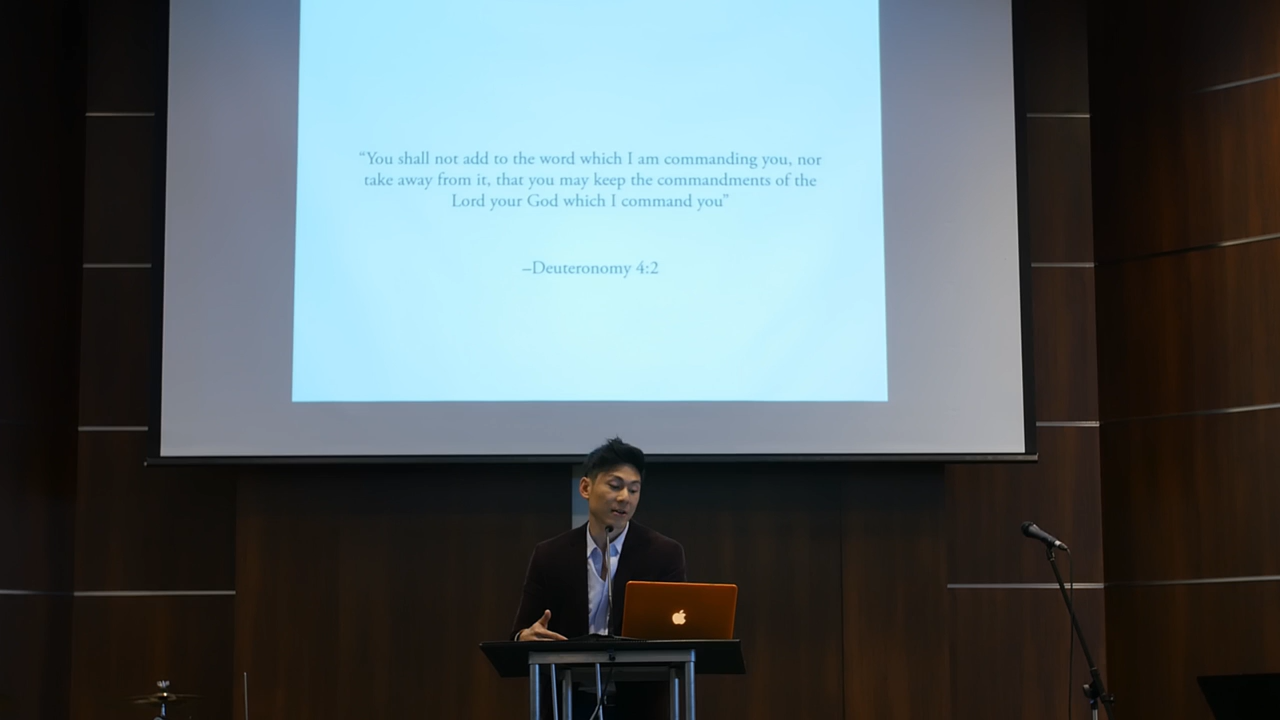 “You shall not add to the word which I am commanding you, nor
take away from it, that you may keep the commandments of the
Lord your God which I command you”
–Deuteronomy 4:2